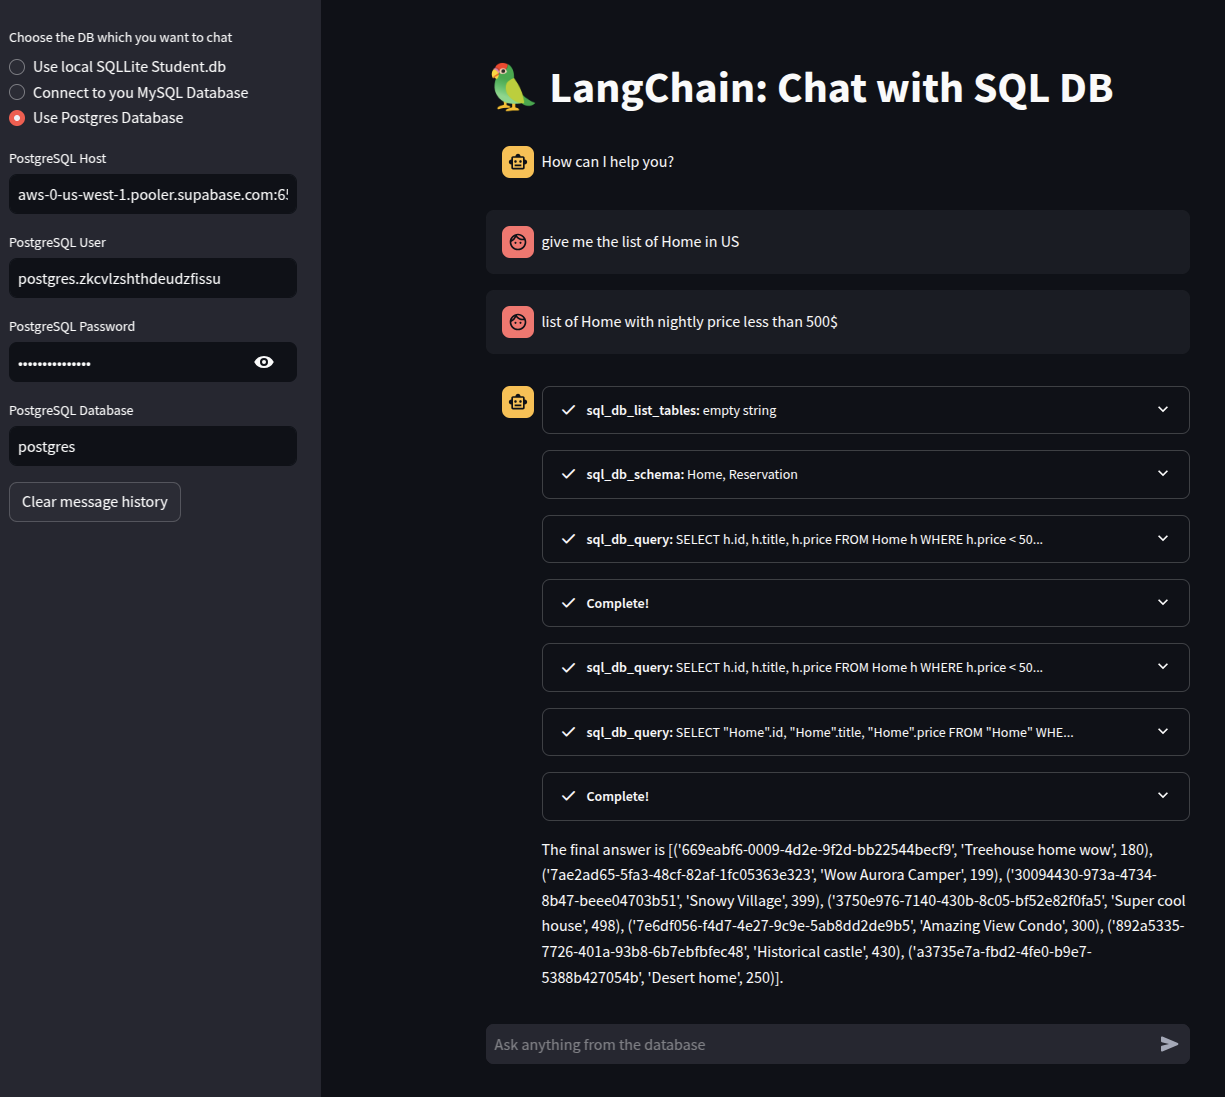 Choose the DB which you want to chat
Use local SQLLite Student.db
Connect to you MySQL Database
Use Postgres Database
PostgreSQL Host
aws-0-us-west-1.pooler.supabase.com:6
PostgreSQL User
postgres.zkcvlzshthdeudzfissu
PostgreSQL Password
PostgreSQL Database
postgres
Clear message history
LangChain: Chat with SQL DB
How can I help you?
give me the list of Home in US
list of Home with nightly price less than 500$
sql_db_list_tables: empty string
sql_db_schema: Home, Reservation
sql_db_query: SELECT h.id, h.title, h.price FROM Home h WHERE h.price < 50...
Complete!
sql_db_query: SELECT h.id, h.title, h.price FROM Home h WHERE h.price < 50...
sql_db_query: SELECT "Home".id, "Home".title, "Home".price FROM "Home" WHE...
Complete!
The final answer is [('669eabf6-0009-4d2e-9f2d-bb22544becf9', 'Treehouse home wow', 180),
('7ae2ad65-5fa3-48cf-82af-1fc05363e323', 'Wow Aurora Camper', 199), ('30094430-973a-4734-
8b47-beee04703b51', 'Snowy Village', 399), ('3750e976-7140-430b-8c05-bf52e82f0fa5', 'Super cool
house', 498), ('7e6df056-f4d7-4e27-9c9e-5ab8dd2de9b5', 'Amazing View Condo', 300), ('892a5335-
7726-401a-93b8-6b7ebfbfec48', 'Historical castle', 430), ('a3735e7a-fbd2-4fe0-b9e7-
5388b427054b', 'Desert home', 250)].
Ask anything from the database